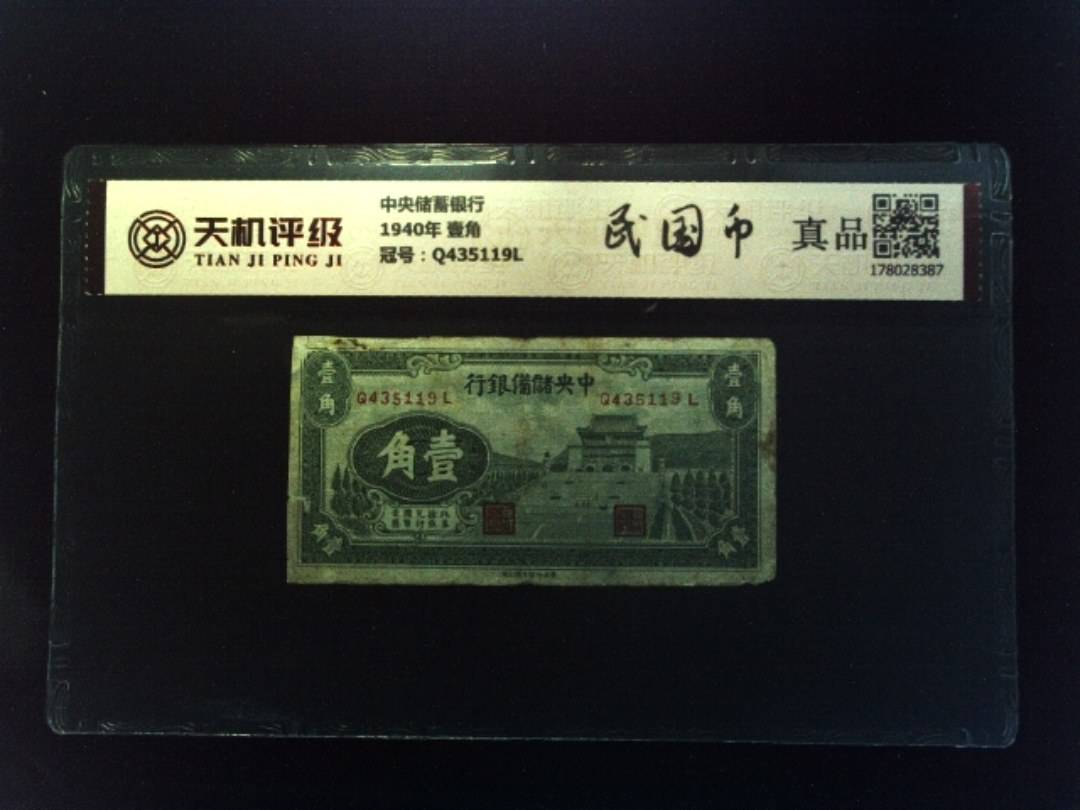 天机评级
TIAN JI PING JI
中央储蓄银行
1940年 壹角
冠号：Q435119L
民国币
真品
178028387
壹角
行銀備儲央中
壹角
Q435119L
Q435119L
角壹